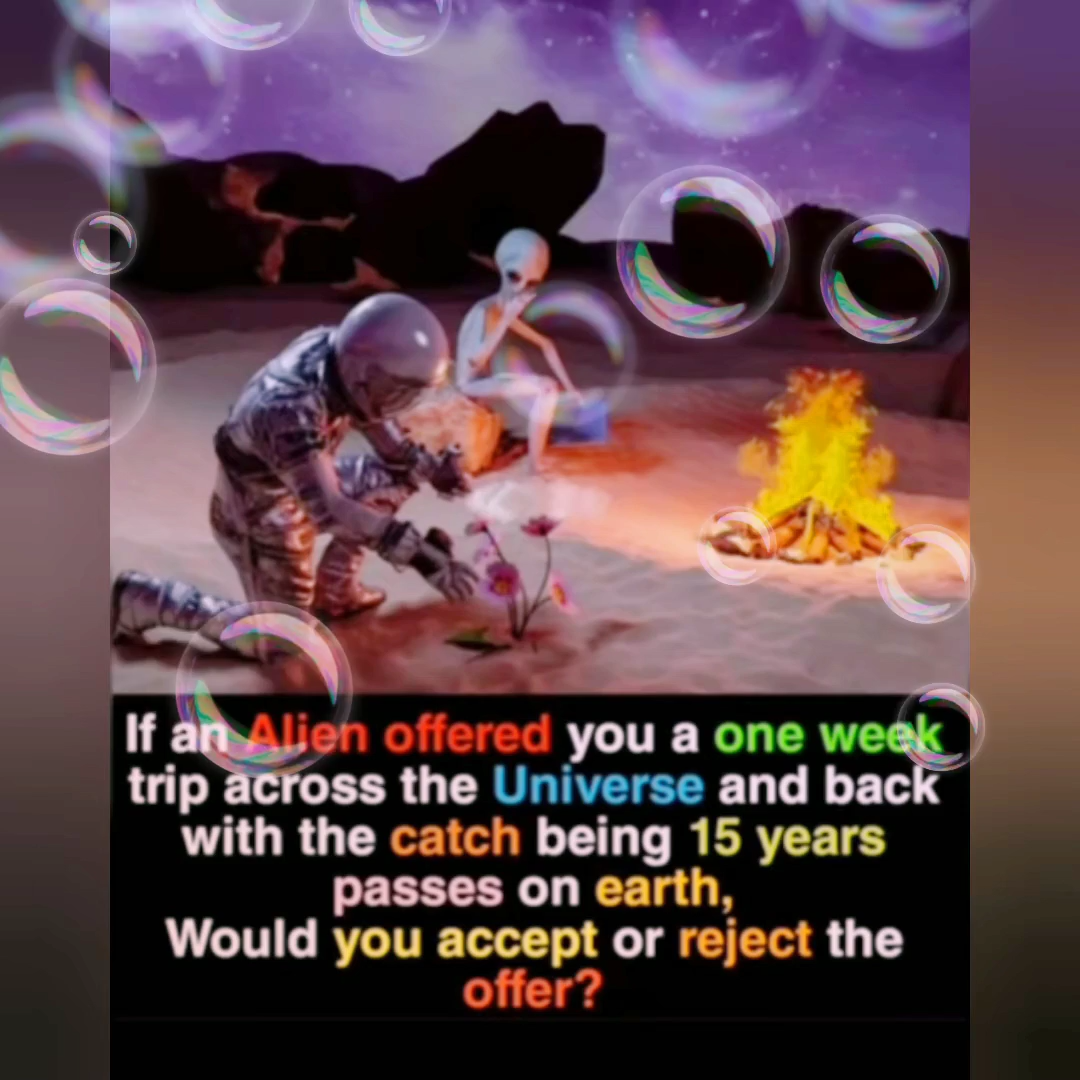 If an Alien offered you a one week
trip across the Universe and back
with the catch being 15 years
passes on earth,
Would you accept or reject the
offer?